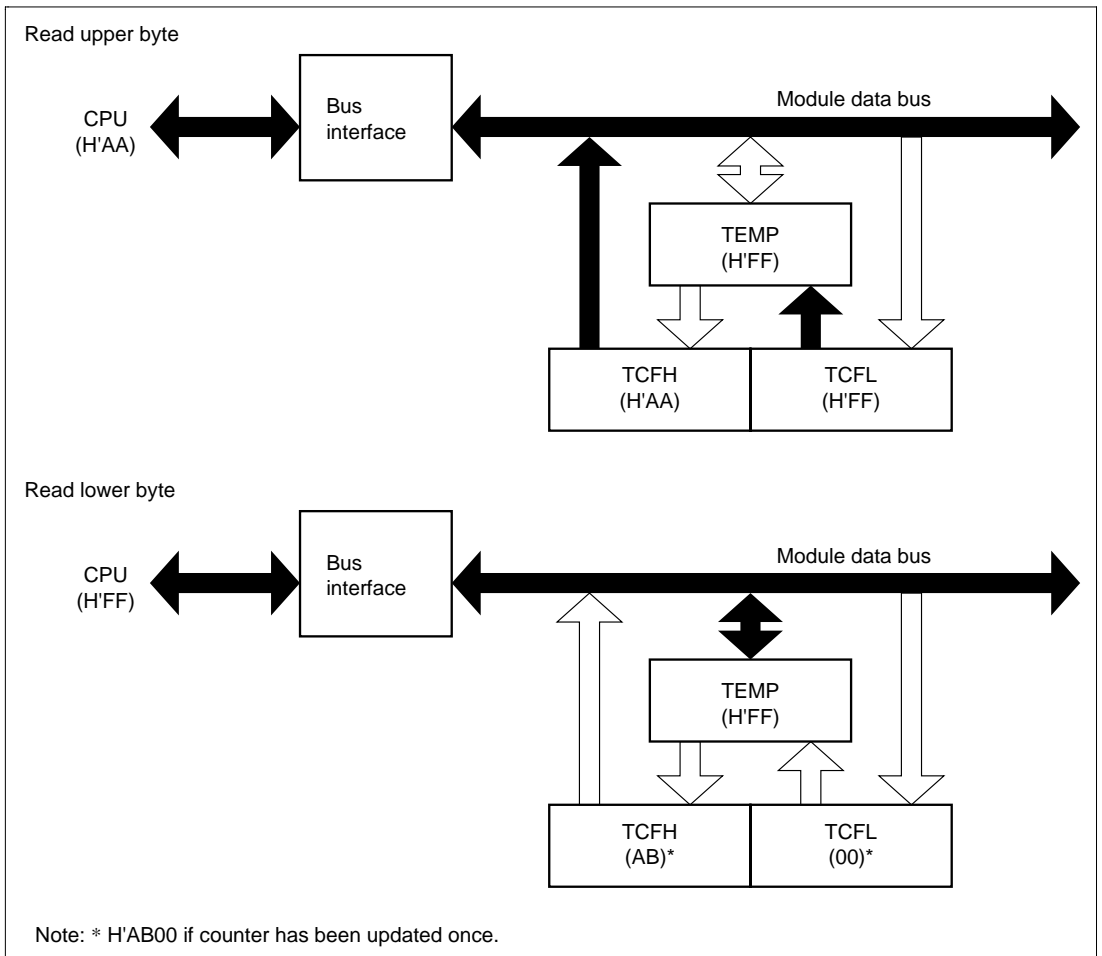 Read upper byte
CPU
(H'AA)
Bus
interface
Module data bus
TEMP
(H'FF)
TCFH
(H'AA)
TCFL
(H'FF)
Read lower byte
CPU
(H'FF)
Bus
interface
Module data bus
TEMP
(H'FF)
TCFH
(AB)*
TCFL
(00)*
Note: * H'AB00 if counter has been updated once.